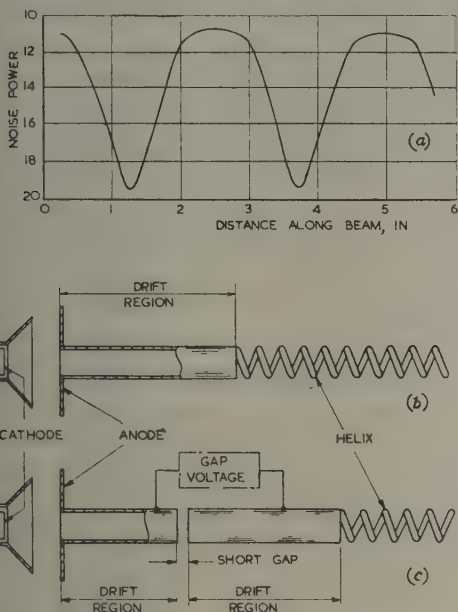 10
12
14
16
18
20
NOISE POWER
(a)
0 1 2 3 4 5 6
DISTANCE ALONG BEAM, IN
DRIFT
REGION
(b)
CATHODE ANODE HELIX
GAP
VOLTAGE
SHORT GAP
(c)
DRIFT
REGION
DRIFT
REGION